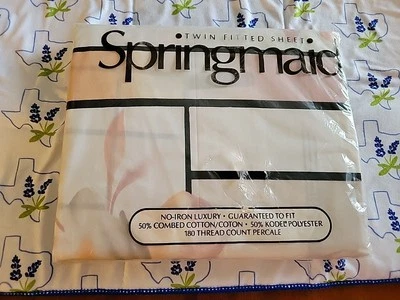 •TWIN FITTED SHEET•
Springmaid
NO-IRON LUXURY • GUARANTEED TO FIT
50% COMBED COTTON/COTON • 50% KODEL® POLYESTER
180 THREAD COUNT PERCALE